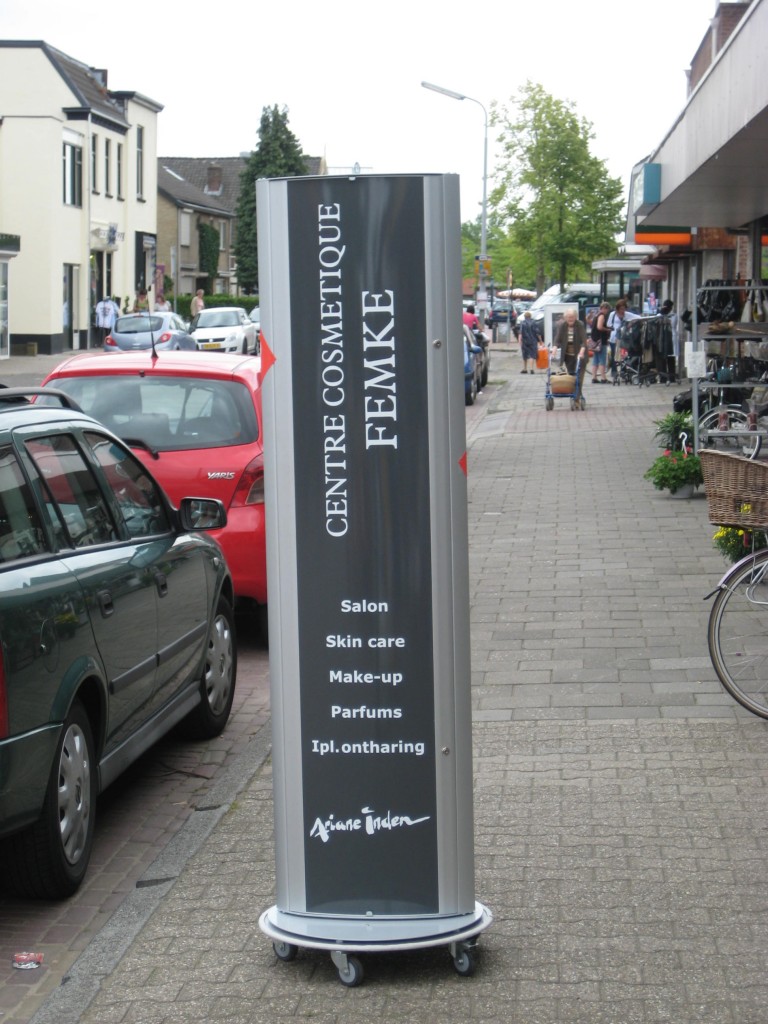 CENTRE COSMETIQUE
FEMKE
Salon
Skin care
Make-up
Parfums
Ipl.ontharing
Ariane Inden
YARIS